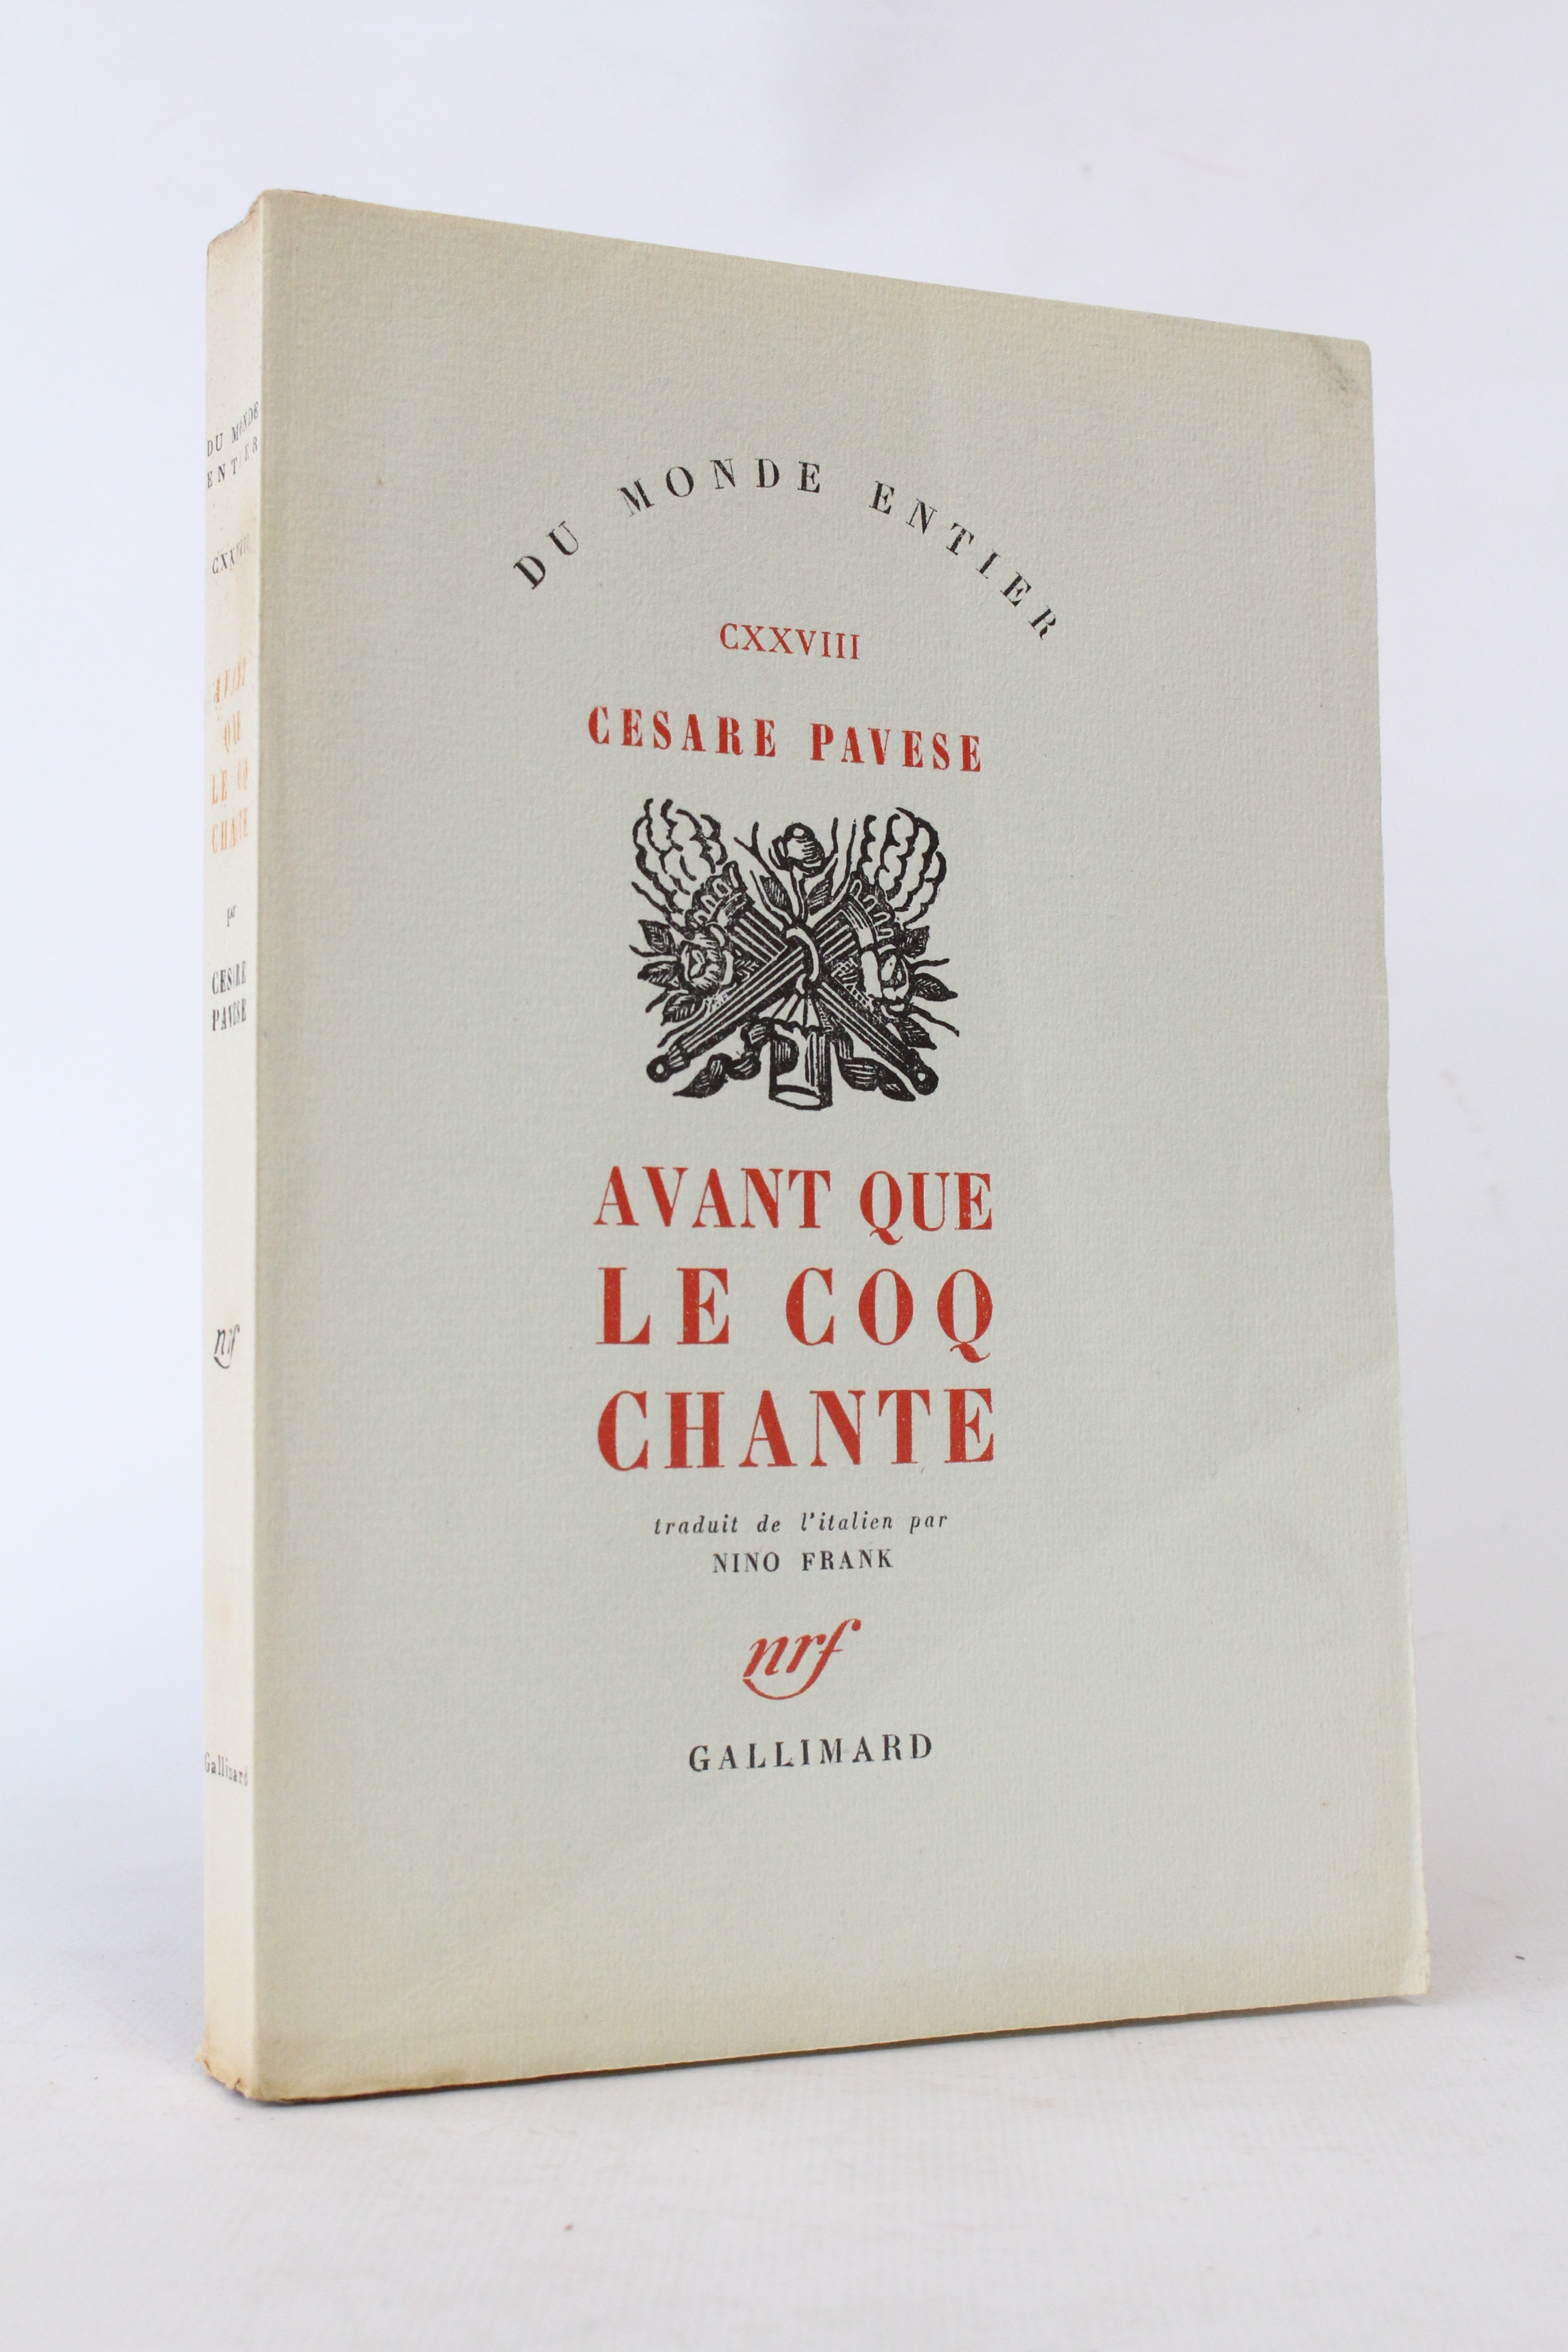 DU MONDE ENTIER
CXXVIII
CESARE PAVESE
AVANT QUE
LE COQ
CHANTE
traduit de l'italien par
NINO FRANK
nrf
GALLIMARD
DU MONDE
ENTIER
CXXVIII
AVANT
QUE
LE COQ
CHANTE
par
CESARE
PAVESE
nrf
Gallimard